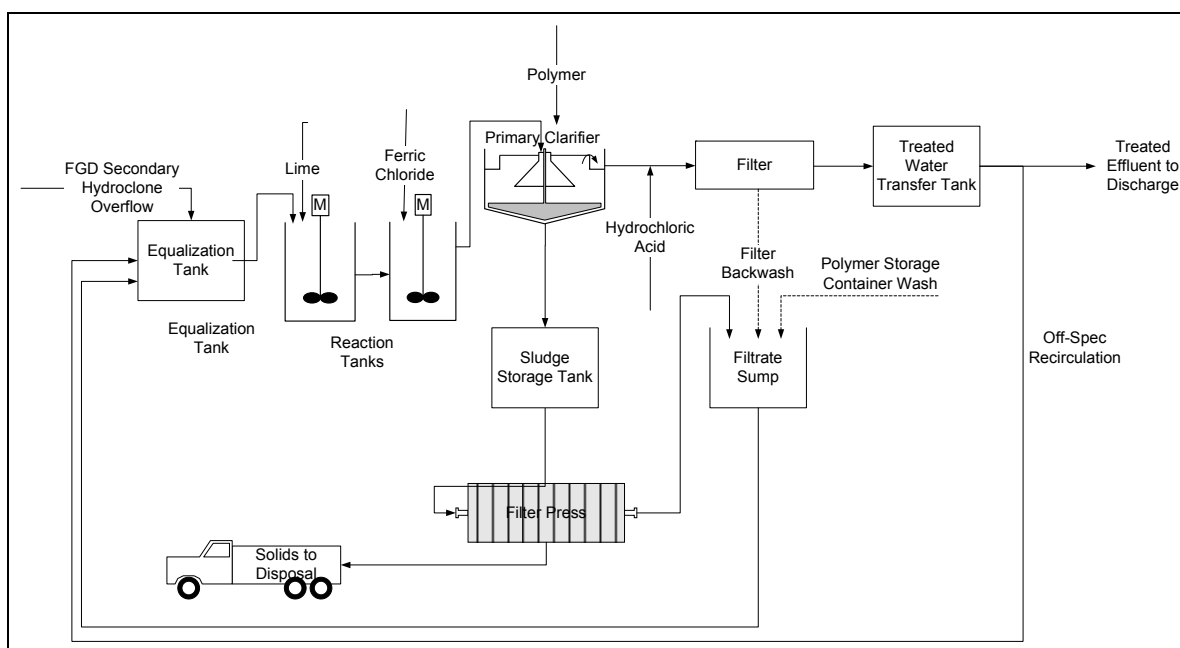 Polymer
Primary Clarifier
FGD Secondary
Hydroclone
Overflow
Lime
Ferric
Chloride
M
M
Equalization
Tank
Equalization
Tank
Reaction
Tanks
Hydrochloric
Acid
Filter
Treated
Water
Transfer Tank
Treated
Effluent to
Discharge
Filter
Backwash
Polymer Storage
Container Wash
Sludge
Storage Tank
Filtrate
Sump
Off-Spec
Recirculation
Filter Press
Solids to
Disposal